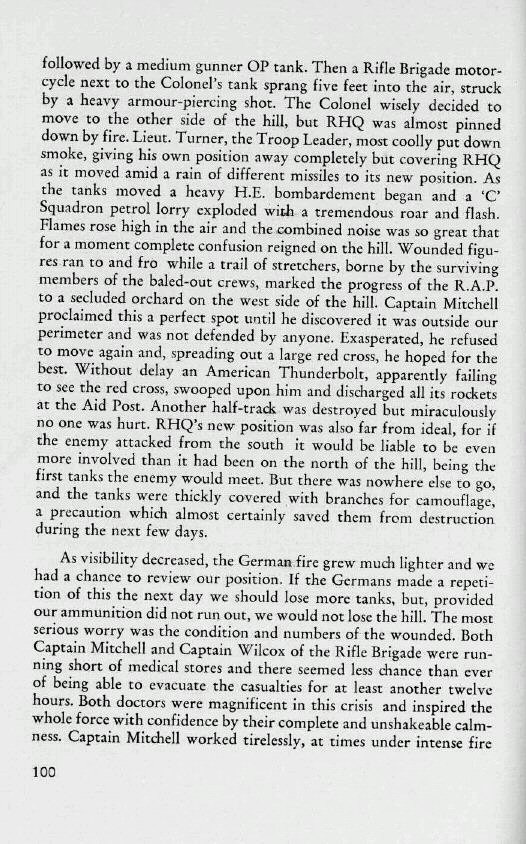 followed by a medium gunner OP tank. Then a Rifle Brigade motor-
cycle next to the Colonel's tank sprang five feet into the air, struck
by a heavy armour-piercing shot. The Colonel wisely decided to
move to the other side of the hill, but RHQ was almost pinned
down by fire. Lieut. Turner, the Troop Leader, most coolly put down
smoke, giving his own position away completely but covering RHQ
as it moved amid a rain of different missiles to its new position. As
the tanks moved a heavy H.E. bombardement began and a 'C'
Squadron petrol lorry exploded with a tremendous roar and flash.
Flames rose high in the air and the combined noise was so great that
for a moment complete confusion reigned on the hill. Wounded figu-
res ran to and fro while a trail of stretchers, borne by the surviving
members of the baled-out crews, marked the progress of the R.A.P.
to a secluded orchard on the west side of the hill. Captain Mitchell
proclaimed this a perfect spot until he discovered it was outside our
perimeter and was not defended by anyone. Exasperated, he refused
to move again and, spreading out a large red cross, he hoped for the
best. Without delay an American Thunderbolt, apparently failing
to see the red cross, swooped upon him and discharged all its rockets
at the Aid Post. Another half-track was destroyed but miraculously
no one was hurt. RHQ's new position was also far from ideal, for if
the enemy attacked from the south it would be liable to be even
more involved than it had been on the north of the hill, being the
first tanks the enemy would meet. But there was nowhere else to go,
and the tanks were thickly covered with branches for camouflage,
a precaution which almost certainly saved them from destruction
during the next few days.
As visibility decreased, the German fire grew much lighter and we
had a chance to review our position. If the Germans made a repeti-
tion of this the next day we should lose more tanks, but, provided
our ammunition did not run out, we would not lose the hill. The most
serious worry was the condition and numbers of the wounded. Both
Captain Mitchell and Captain Wilcox of the Rifle Brigade were run-
ning short of medical stores and there seemed less chance than ever
of being able to evacuate the casualties for at least another twelve
hours. Both doctors were magnificent in this crisis and inspired the
whole force with confidence by their complete and unshakeable calm-
ness. Captain Mitchell worked tirelessly, at times under intense fire
100